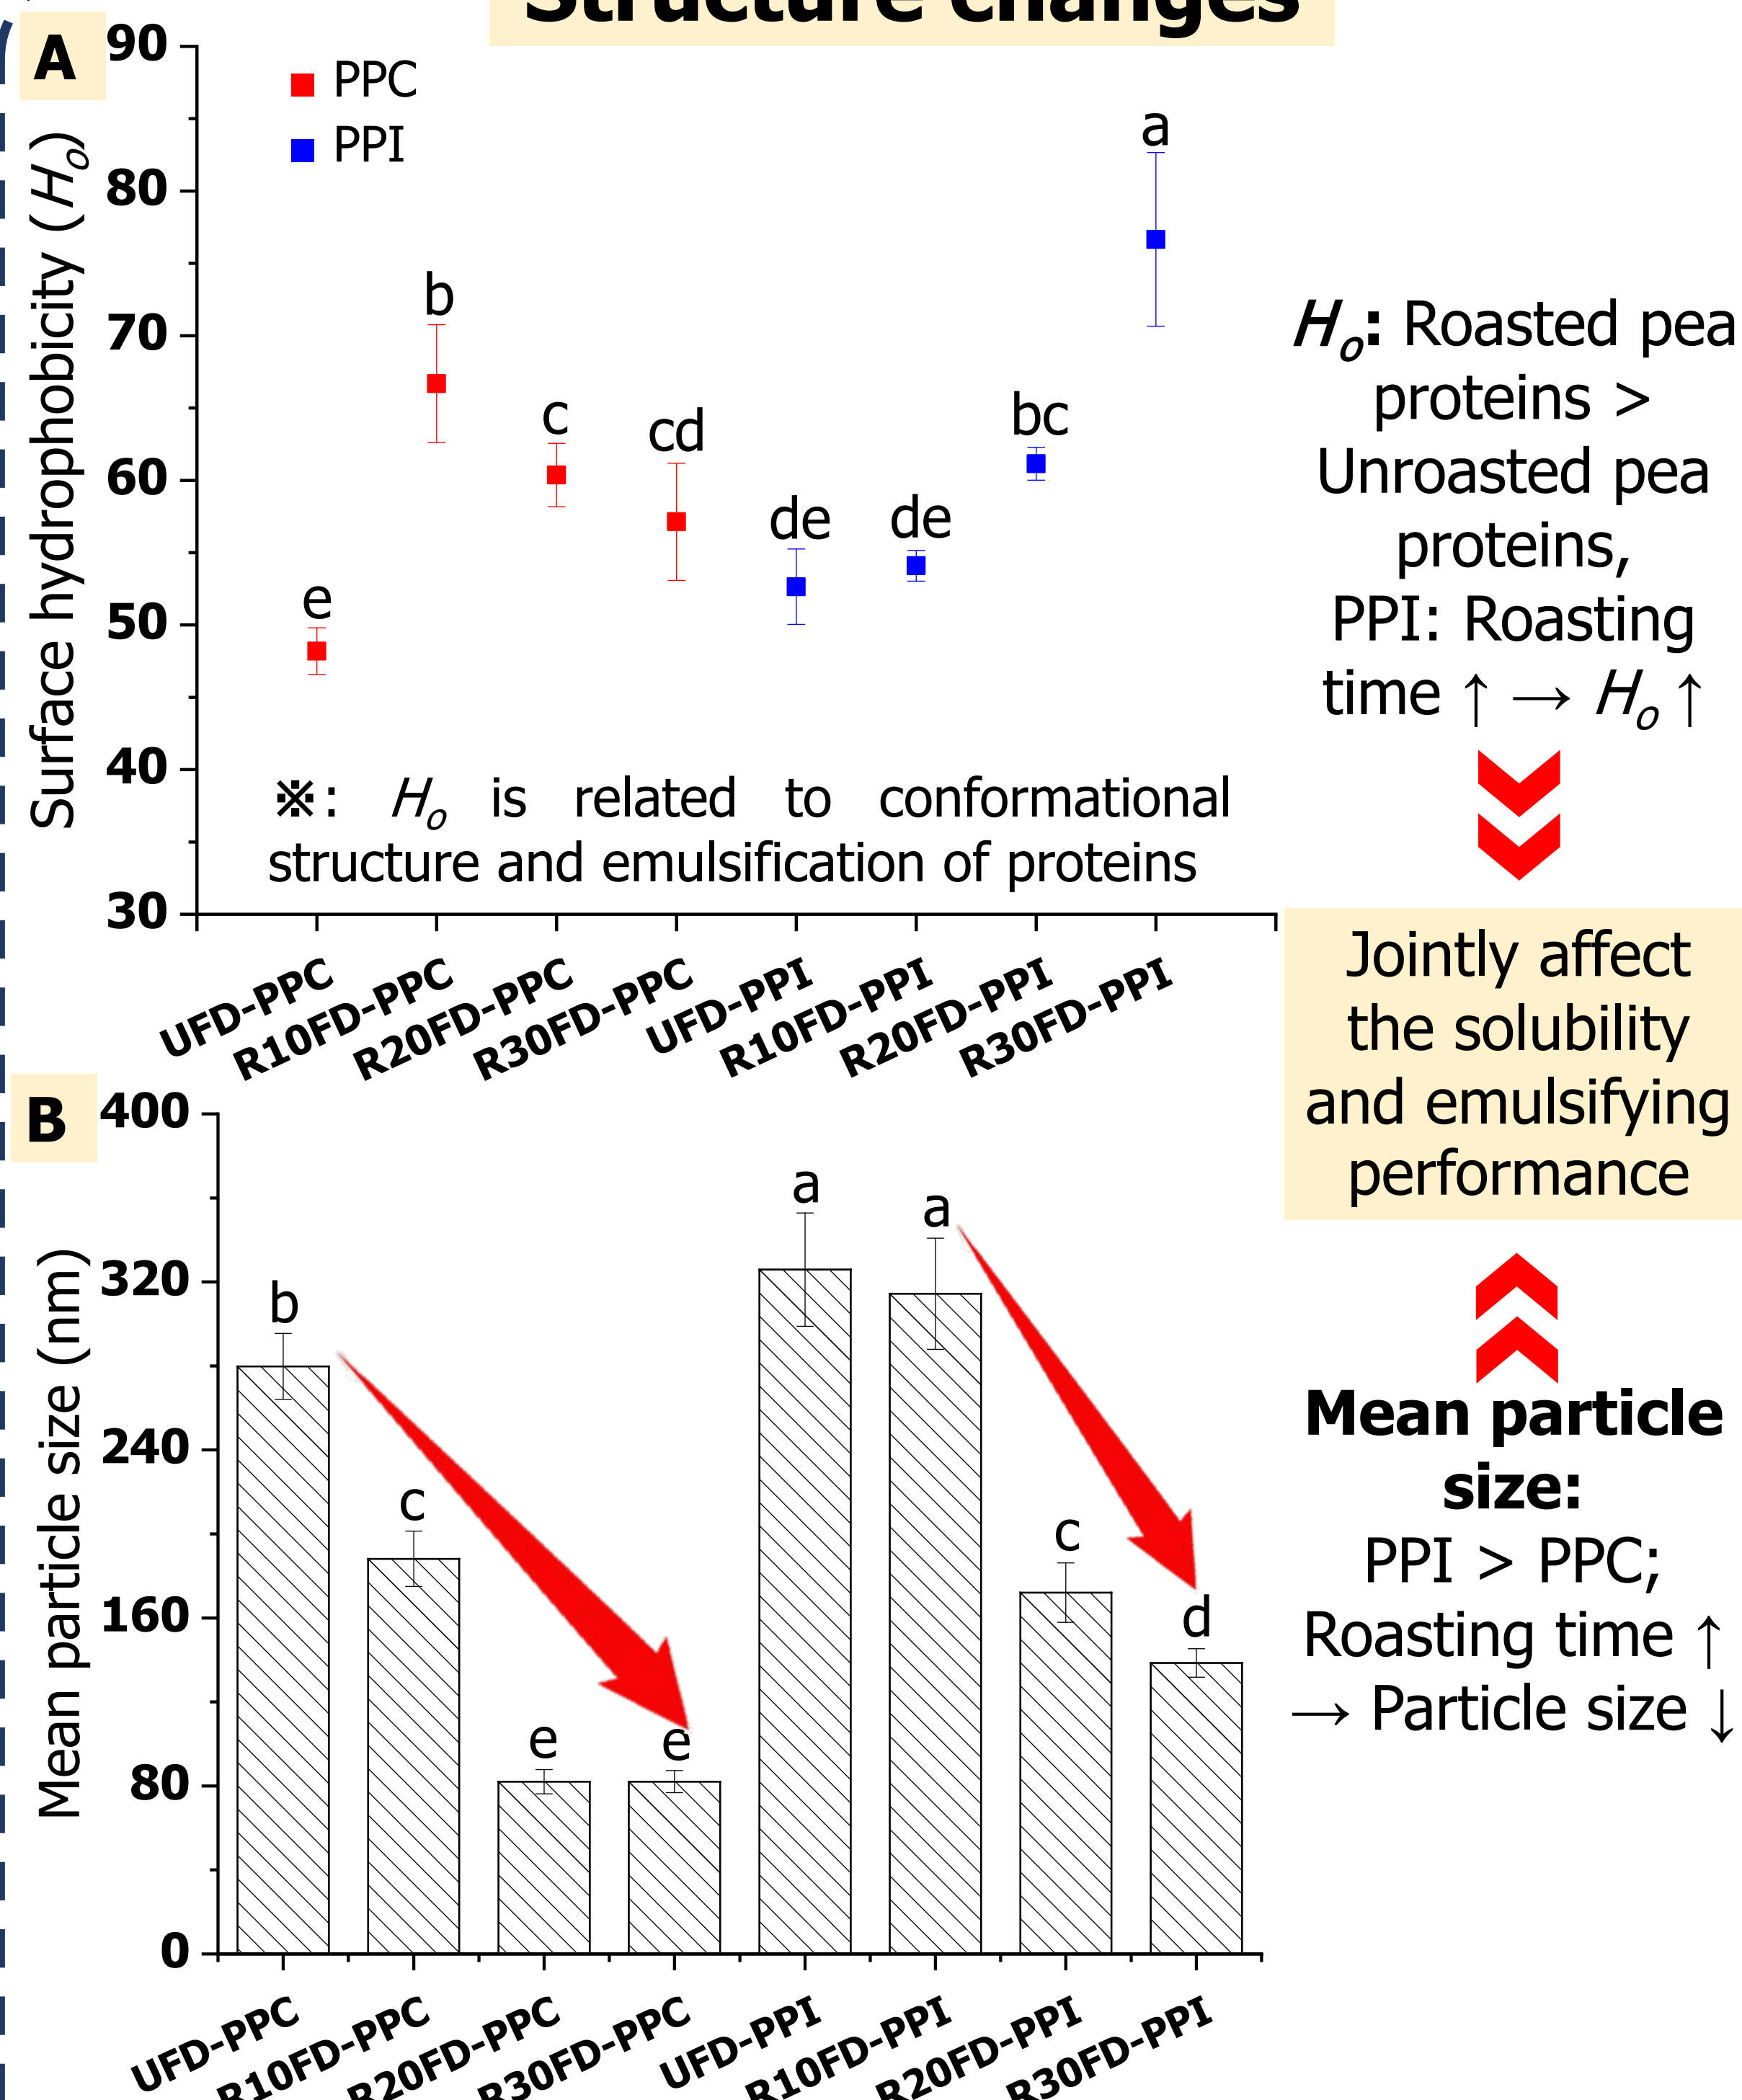 Structure changes
A
90
80
70
60
50
40
30
Surface hydrophobicity (Ho)
PPC
PPI
e
b
c
cd
de
de
bc
a
※: Ho is related to conformational
structure and emulsification of proteins
UFD-PPC
R10FD-PPC
R20FD-PPC
R30FD-PPC
UFD-PPI
R10FD-PPI
R20FD-PPI
R30FD-PPI
Ho: Roasted pea
proteins >
Unroasted pea
proteins,
PPI: Roasting
time ↑ → Ho ↑
Jointly affect
the solubility
and emulsifying
performance
B
400
320
240
160
80
0
Mean particle size (nm)
b
c
e
e
a
a
c
d
UFD-PPC
R10FD-PPC
R20FD-PPC
R30FD-PPC
UFD-PPI
R10FD-PPI
R20FD-PPI
R30FD-PPI
Mean particle
size:
PPI > PPC;
Roasting time ↑
→ Particle size ↓